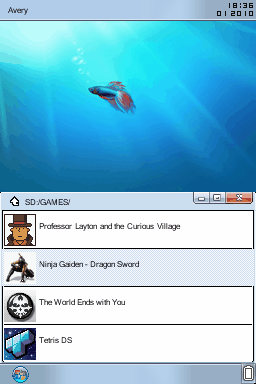 Avery
18:36
01 2010
SD:/GAMES/
Professor Layton and the Curious Village
Ninja Gaiden - Dragon Sword
The World Ends with You
Tetris DS